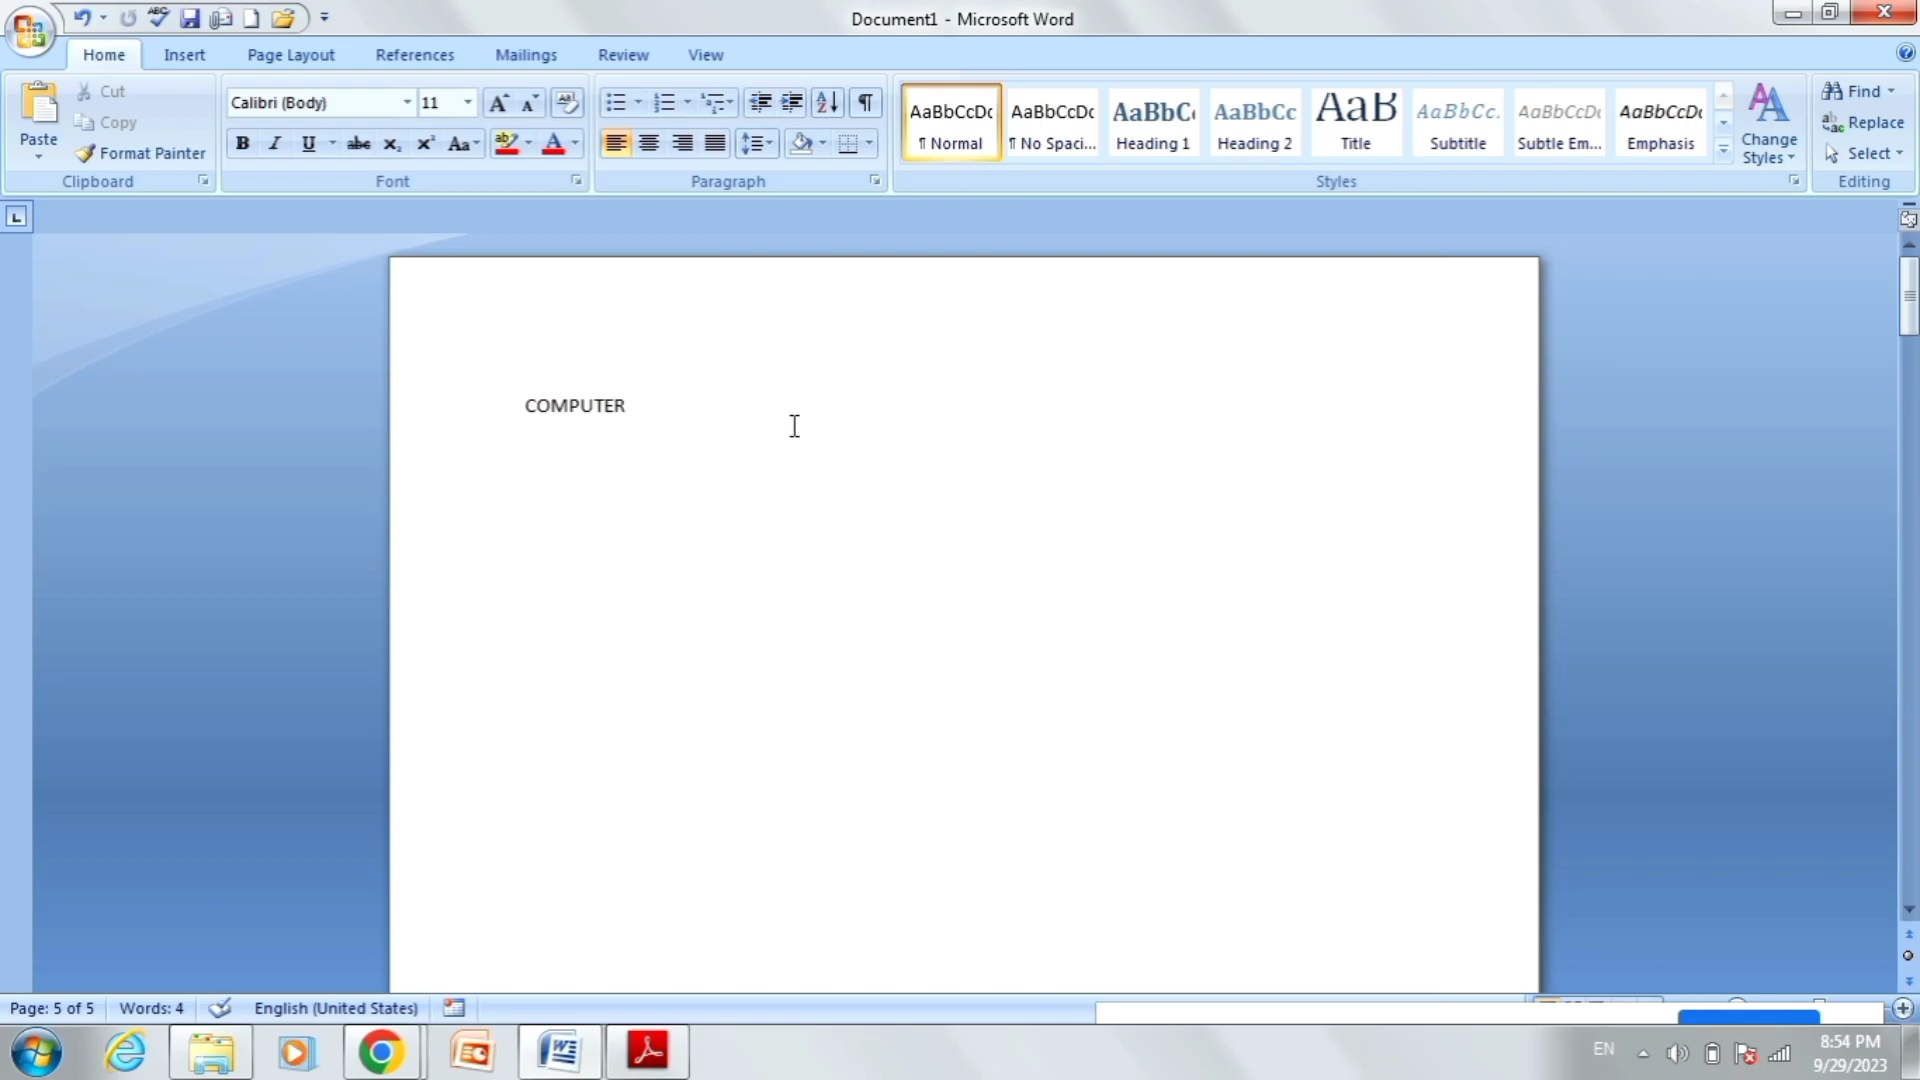 Document1 - Microsoft Word
Home Insert Page Layout References Mailings Review View
Paste
Cut
Copy
Format Painter
Clipboard
Calibri (Body) 11
Font
Paragraph
AaBbCcDc AaBbCcDc AaBbC AaBbCc AaB AaBbCc. AaBbCcDc AaBbCcDc
¶ Normal ¶ No Spaci... Heading 1 Heading 2 Title Subtitle Subtle Em... Emphasis
Change
Styles
Styles
Find
Replace
Select
Editing
COMPUTER
Page: 5 of 5 Words: 4 English (United States)
EN
8:54 PM
9/29/2023